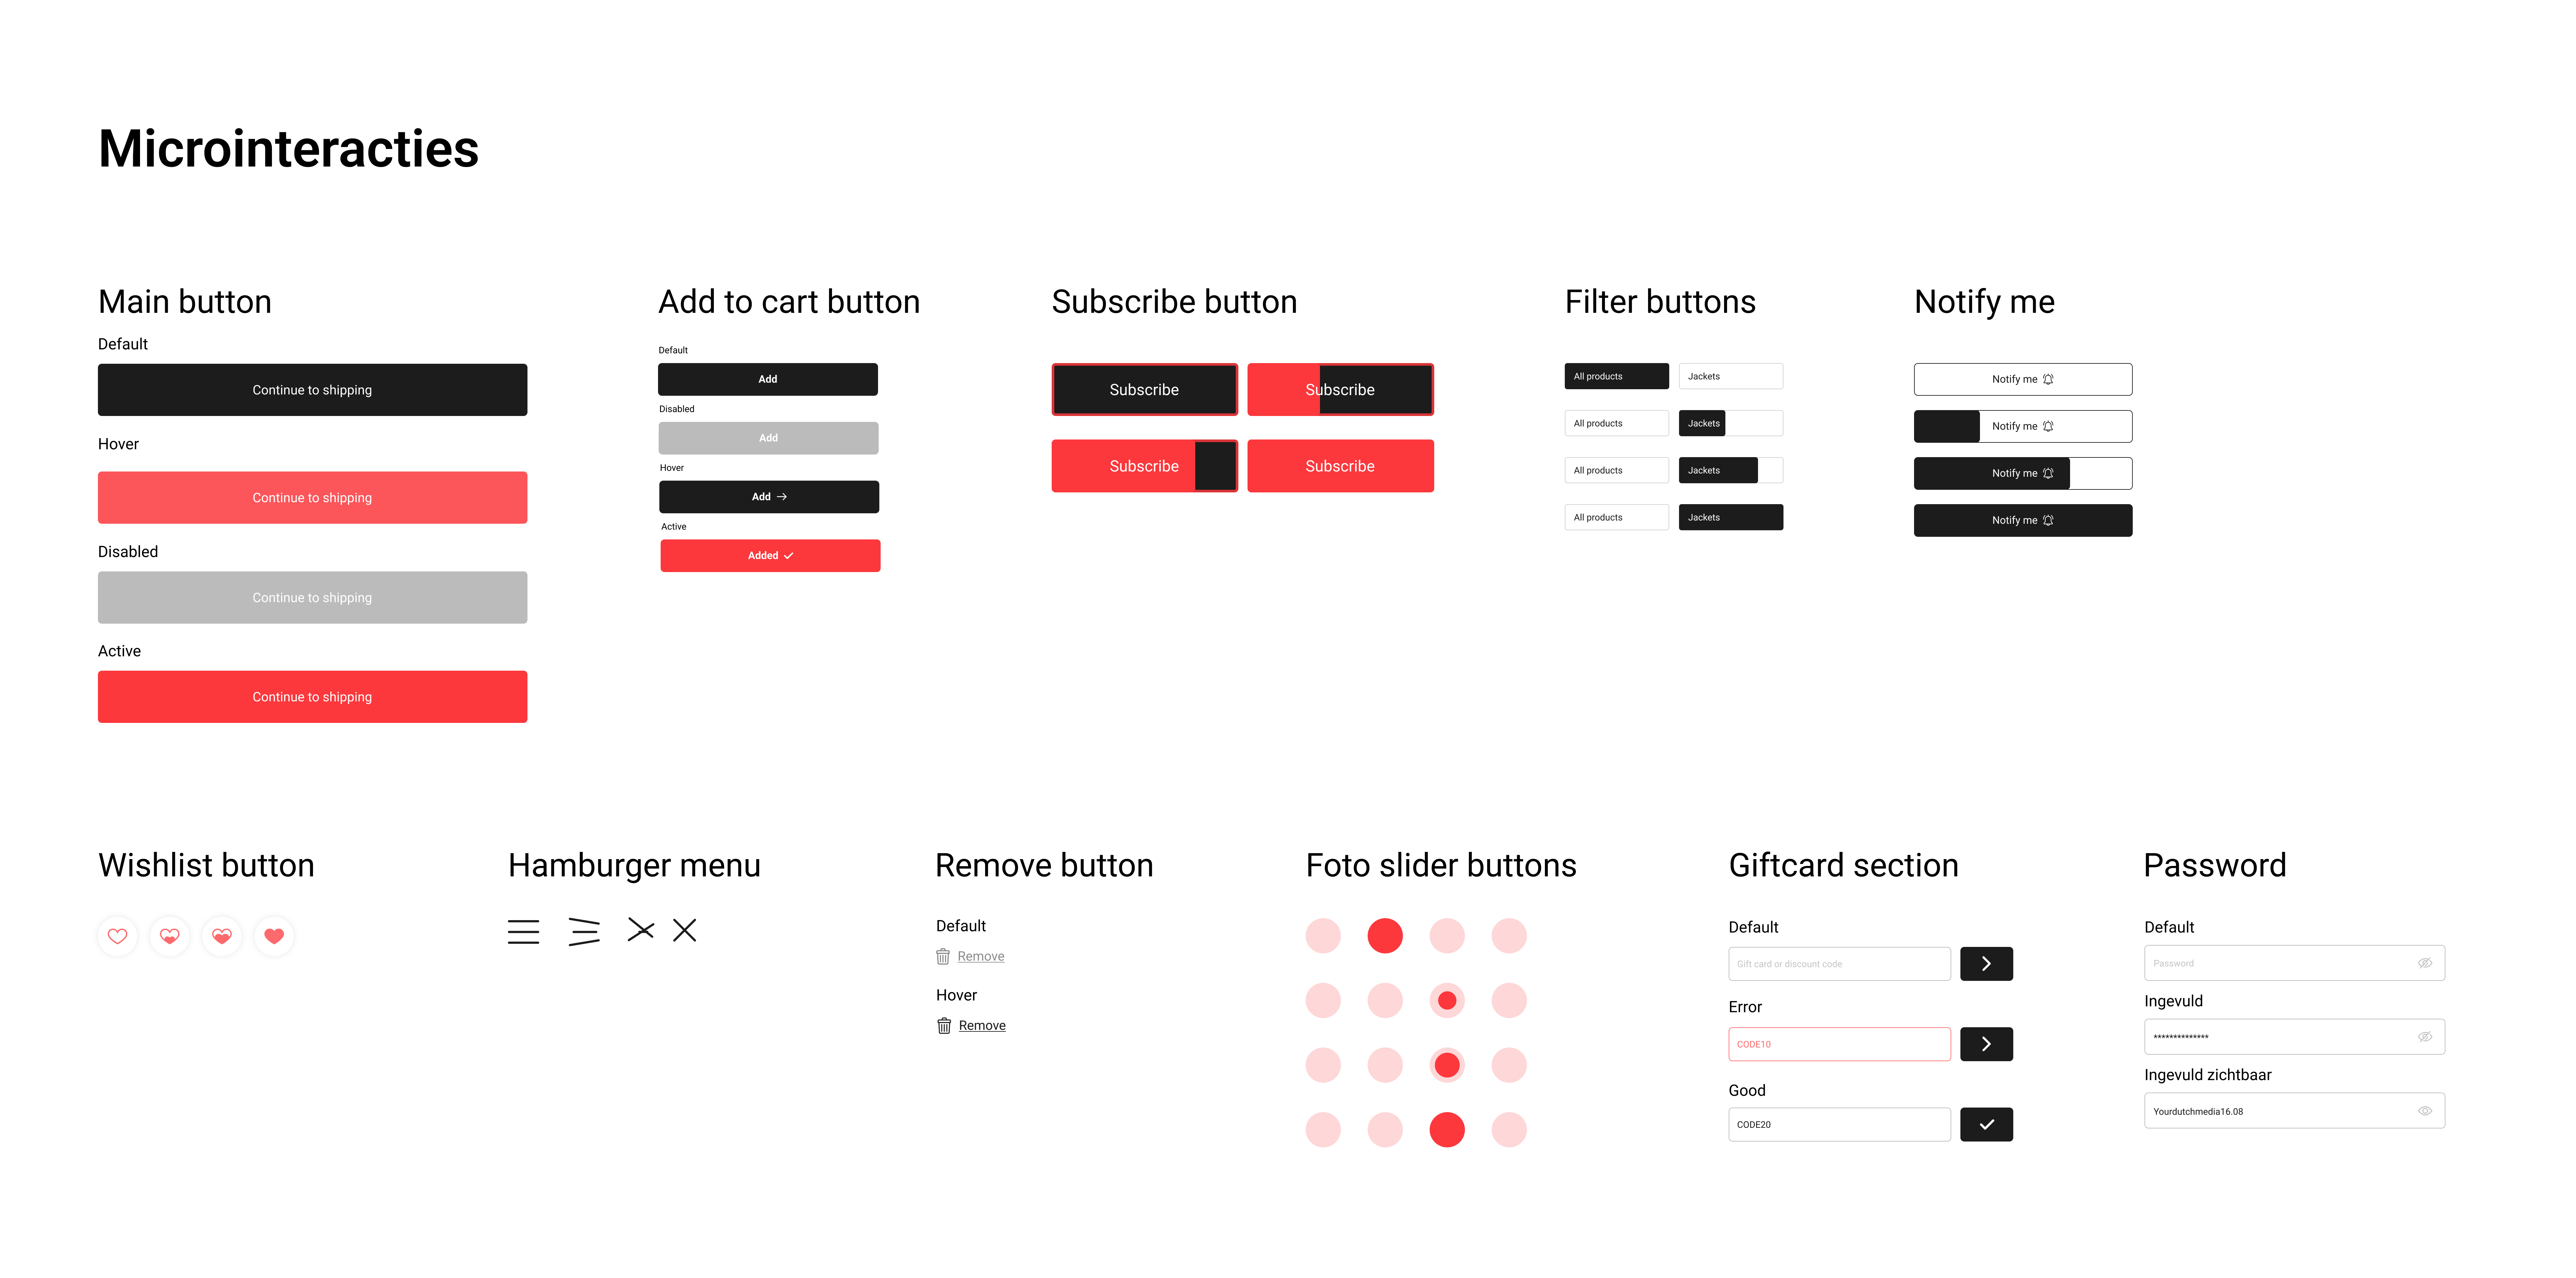 Microinteracties
Main button
Default
Continue to shipping
Hover
Continue to shipping
Disabled
Continue to shipping
Active
Continue to shipping
Add to cart button
Default
Add
Disabled
Add
Hover
Add
Active
Added
Subscribe button
Subscribe
Subscribe
Subscribe
Subscribe
Filter buttons
All products
Jackets
All products
Jackets
All products
Jackets
All products
Jackets
Notify me
Notify me
Notify me
Notify me
Notify me
Wishlist button
Hamburger menu
Remove button
Default
Remove
Hover
Remove
Foto slider buttons
Giftcard section
Default
Gift card or discount code
Error
CODE10
Good
CODE20
Password
Default
Password
Ingevuld
**************
Ingevuld zichtbaar
Yourdutchmedia16.08